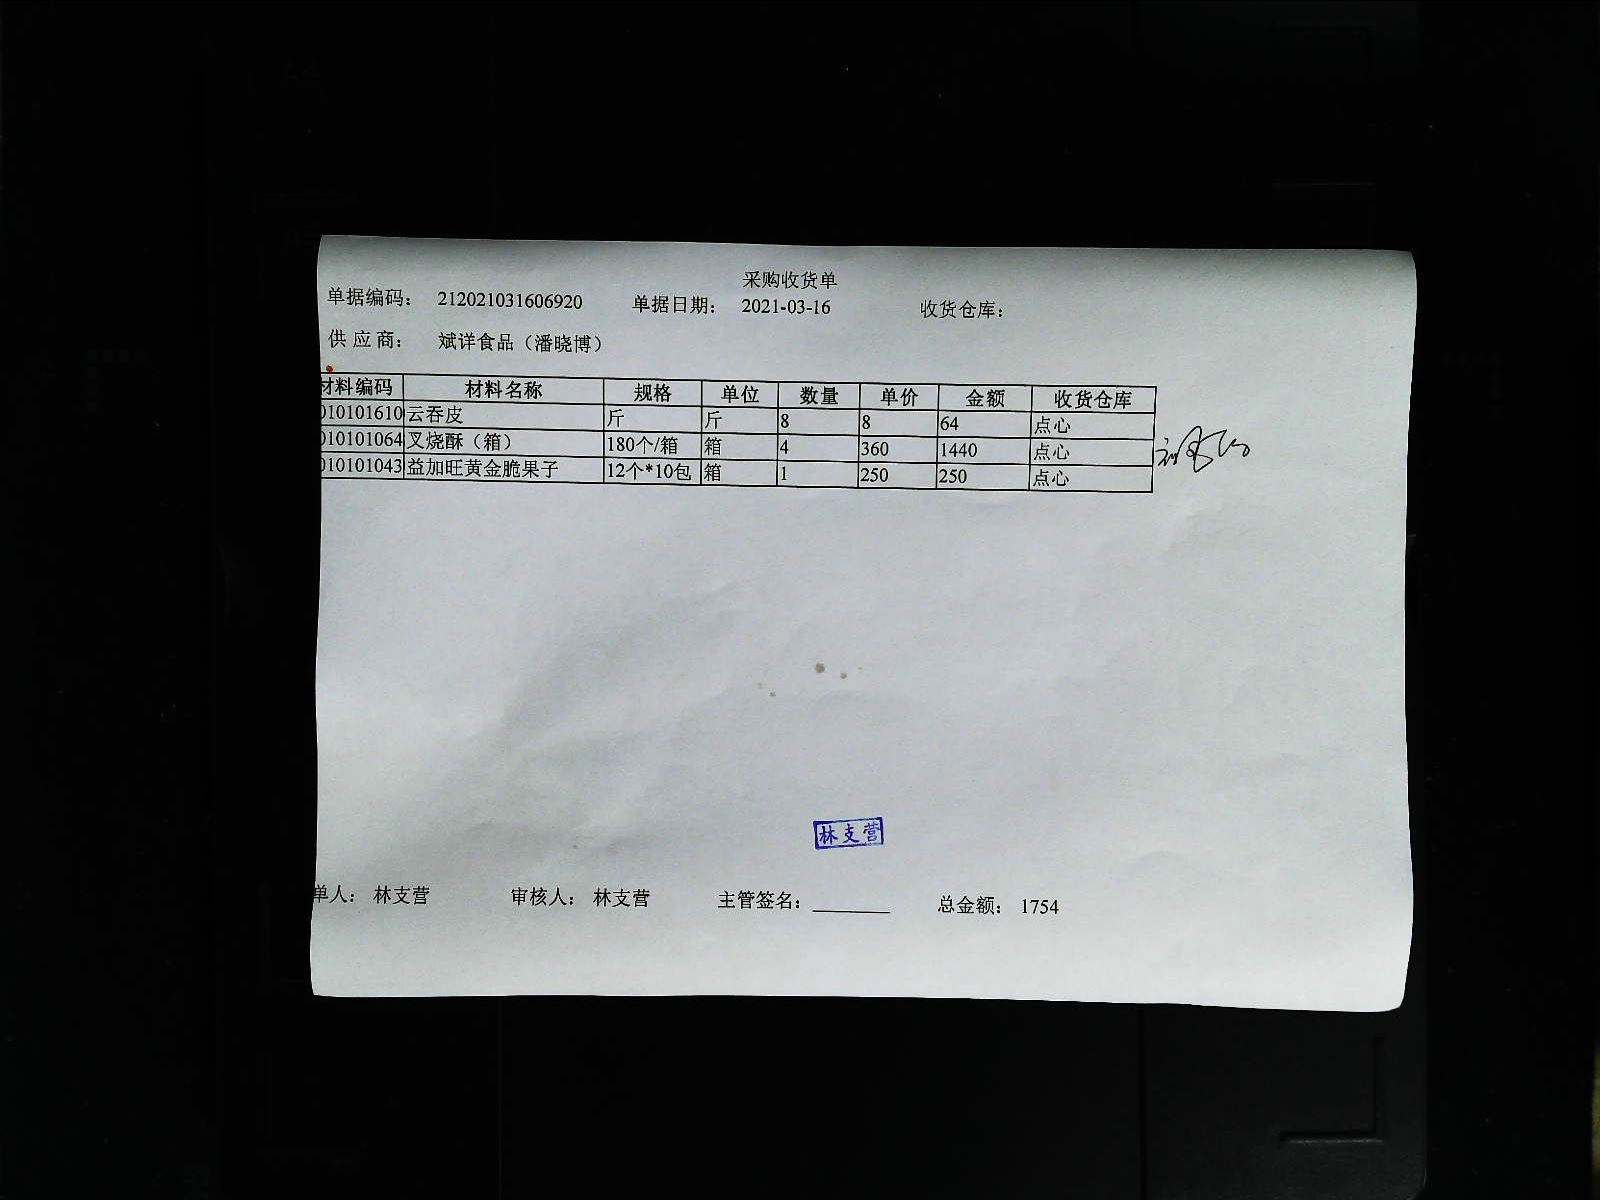 采购收货单
单据编码： 212021031606920 单据日期： 2021-03-16 收货仓库：
供 应 商： 斌详食品（潘晓博）
材料编码 材料名称 规格 单位 数量 单价 金额 收货仓库
010101610 云吞皮 斤 斤 8 8 64 点心
010101064 叉烧酥（箱） 180个/箱 箱 4 360 1440 点心
010101043 益加旺黄金脆果子 12个*10包 箱 1 250 250 点心
林支营
单人： 林支营 审核人： 林支营 主管签名：________ 总金额： 1754